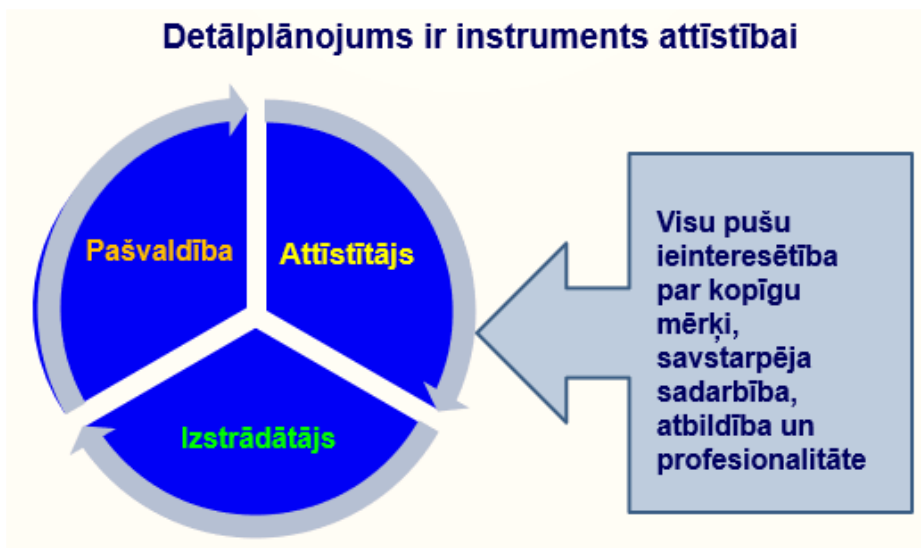 Detālplānojums ir instruments attīstībai
Pašvaldība
Attīstītājs
Izstrādātājs
Visu pušu
ieinteresētība
par kopīgu
mērķi,
savstarpēja
sadarbība,
atbildība un
profesionalitāte